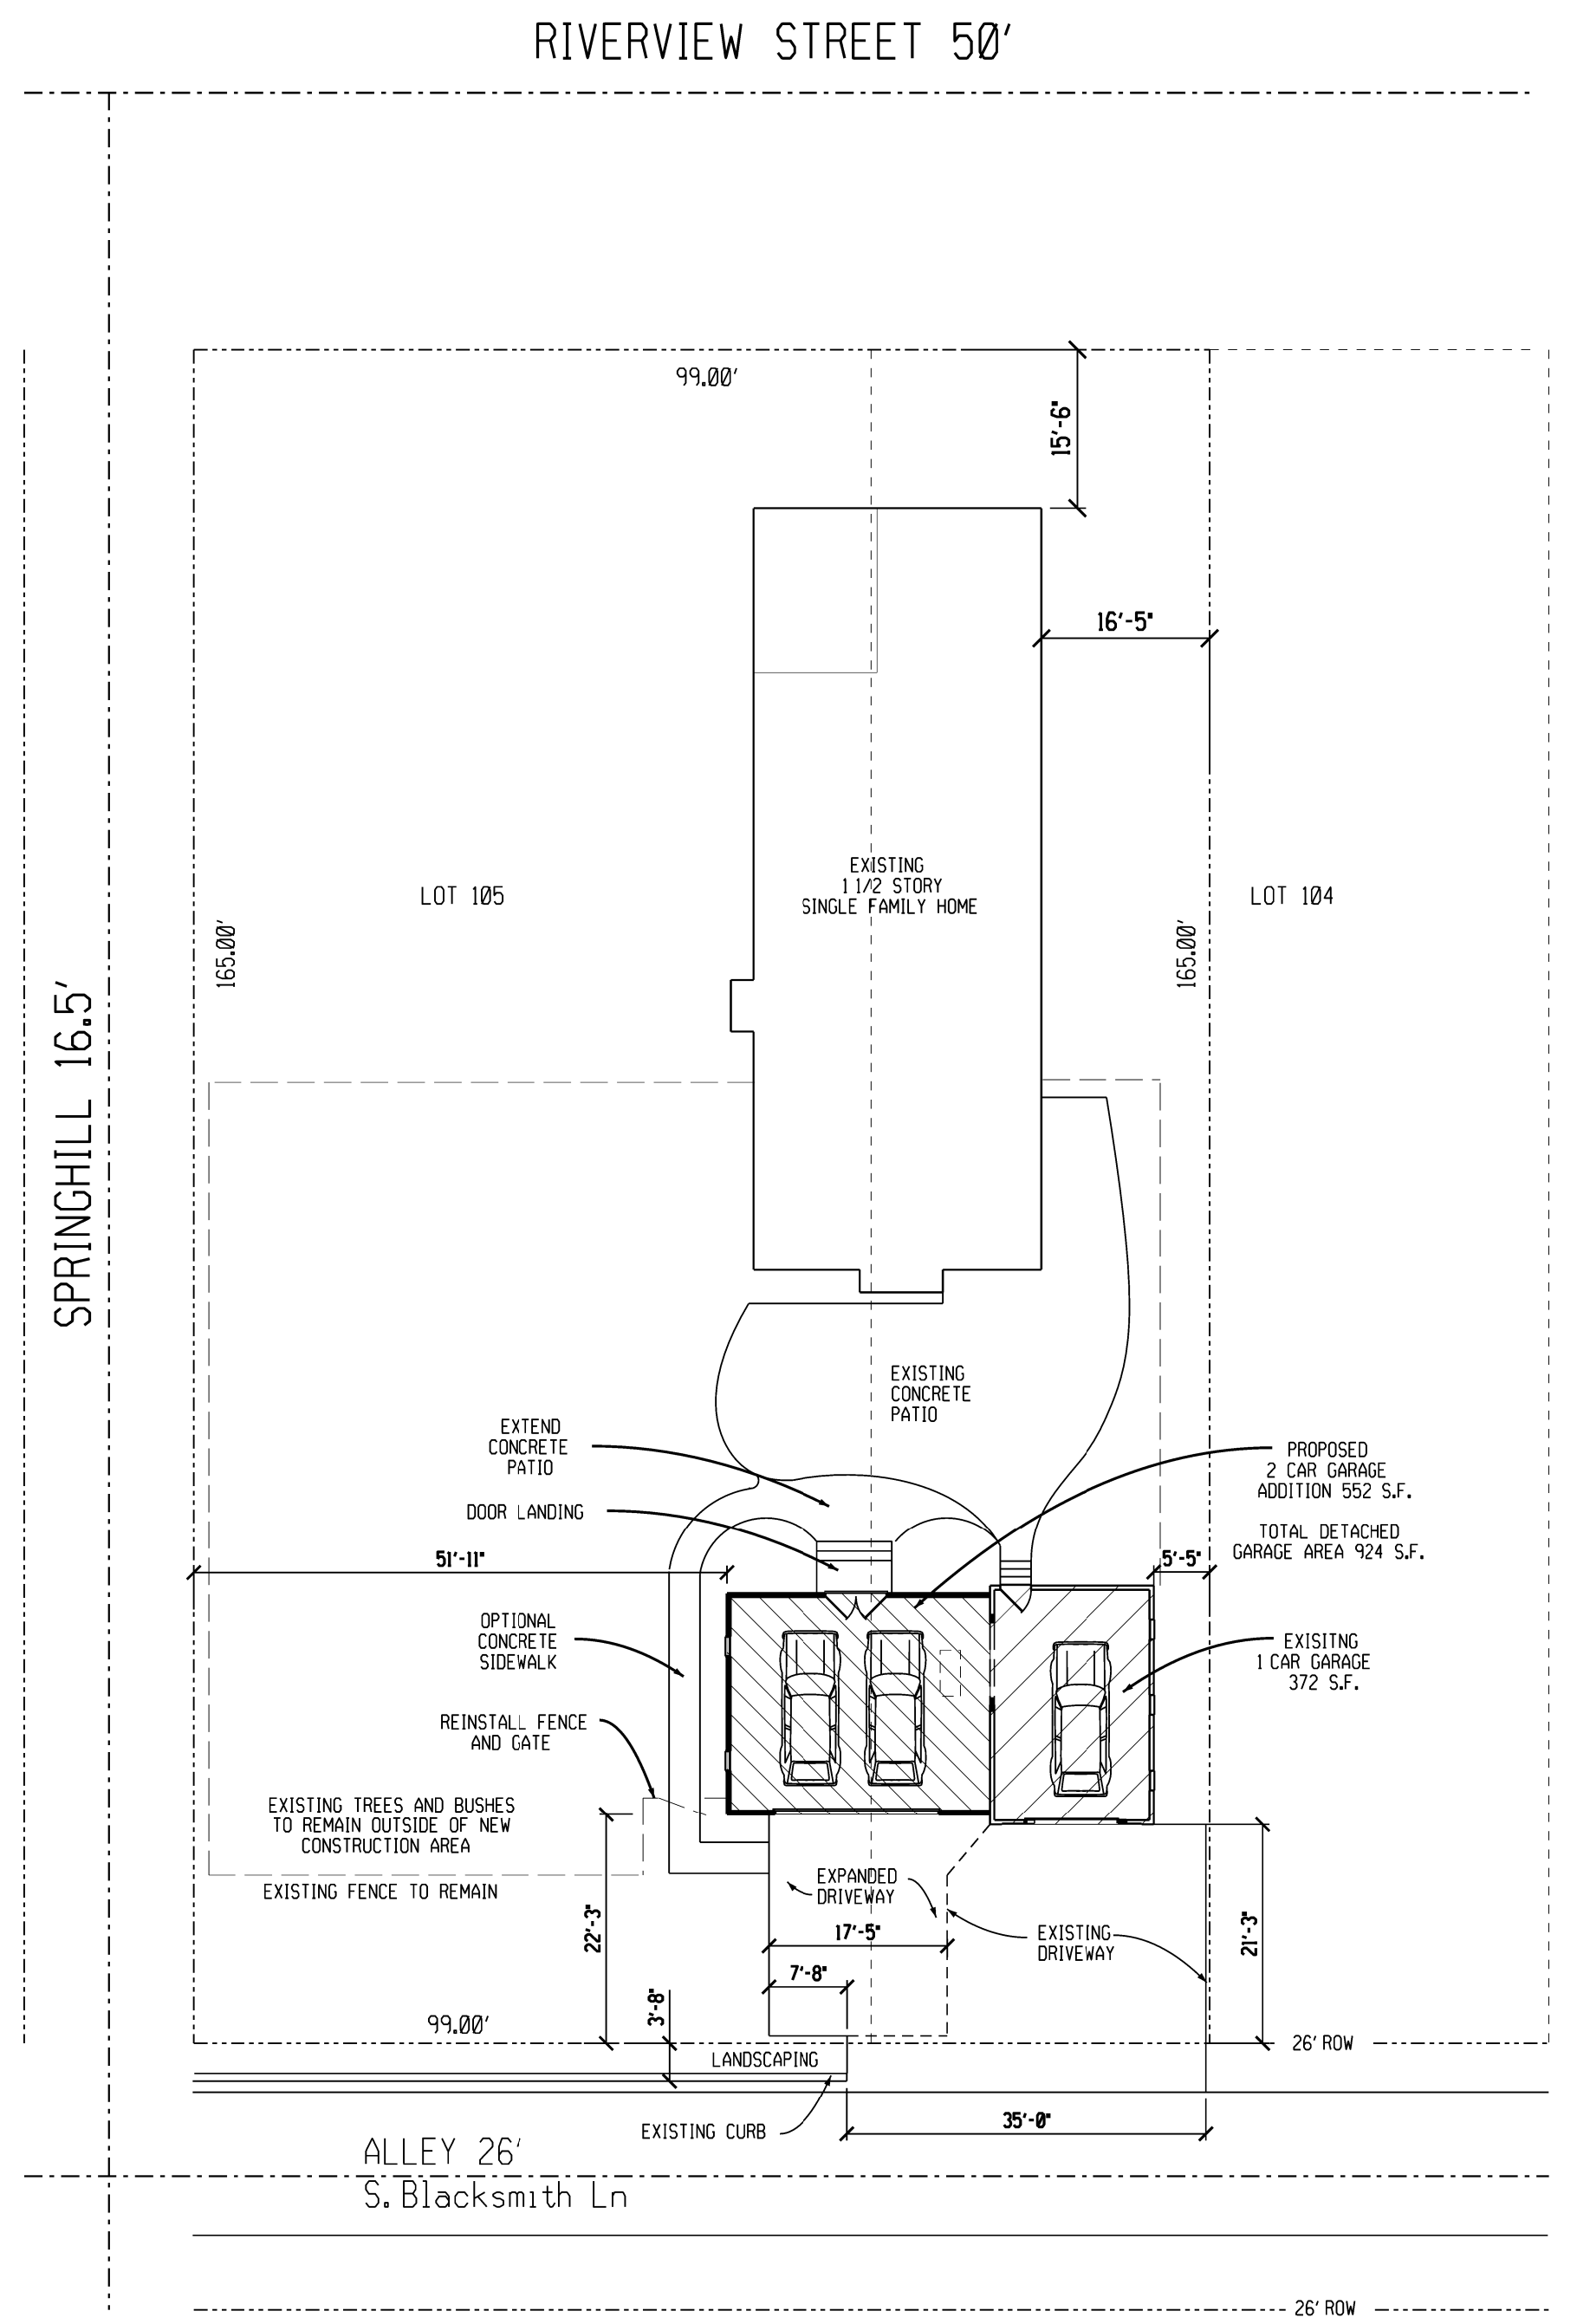 RIVERVIEW STREET 50'
99.00'
15'-6"
16'-5"
EXISTING
1 1/2 STORY
SINGLE FAMILY HOME
LOT 105
LOT 104
165.00'
165.00'
SPRINGHILL 16.5'
EXISTING
CONCRETE
PATIO
EXTEND
CONCRETE
PATIO
DOOR LANDING
PROPOSED
2 CAR GARAGE
ADDITION 552 S.F.
TOTAL DETACHED
GARAGE AREA 924 S.F.
51'-11"
5'-5"
OPTIONAL
CONCRETE
SIDEWALK
EXISITNG
1 CAR GARAGE
372 S.F.
REINSTALL FENCE
AND GATE
EXISTING TREES AND BUSHES
TO REMAIN OUTSIDE OF NEW
CONSTRUCTION AREA
EXISTING FENCE TO REMAIN
EXPANDED
DRIVEWAY
22'-3"
17'-5"
EXISTING
DRIVEWAY
21'-3"
7'-8"
3'-8"
99.00'
26' ROW
LANDSCAPING
EXISTING CURB
35'-0"
ALLEY 26'
S. Blacksmith Ln
26' ROW